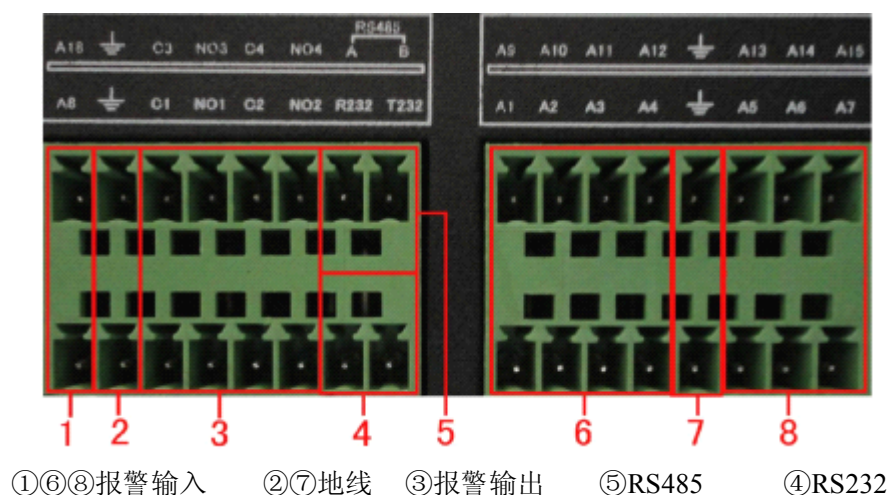 RS485
A16 C3 NO3 C4 NO4 A B
A8 C1 NO1 C2 NO2 R232 T232
A9 A10 A11 A12 A13 A14 A15
A1 A2 A3 A4 A5 A6 A7
1 2 3 4 5 6 7 8
①⑥⑧报警输入 ②⑦地线 ③报警输出 ⑤RS485 ④RS232